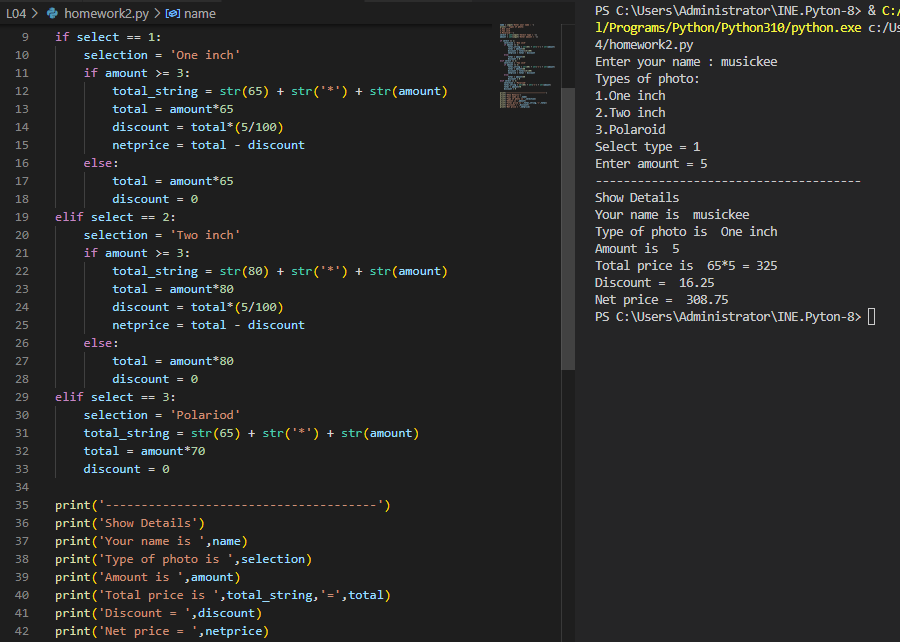 L04 > homework2.py > name
9 if select == 1:
10 selection = 'One inch'
11 if amount >= 3:
12 total_string = str(65) + str('*') + str(amount)
13 total = amount*65
14 discount = total*(5/100)
15 netprice = total - discount
16 else:
17 total = amount*65
18 discount = 0
19 elif select == 2:
20 selection = 'Two inch'
21 if amount >= 3:
22 total_string = str(80) + str('*') + str(amount)
23 total = amount*80
24 discount = total*(5/100)
25 netprice = total - discount
26 else:
27 total = amount*80
28 discount = 0
29 elif select == 3:
30 selection = 'Polariod'
31 total_string = str(65) + str('*') + str(amount)
32 total = amount*70
33 discount = 0
34
35 print('--------------------------------------')
36 print('Show Details')
37 print('Your name is ',name)
38 print('Type of photo is ',selection)
39 print('Amount is ',amount)
40 print('Total price is ',total_string,'=',total)
41 print('Discount = ',discount)
42 print('Net price = ',netprice)
PS C:\Users\Administrator\INE.Pyton-8> & C:/
l/Programs/Python/Python310/python.exe c:/Us
4/homework2.py
Enter your name : musickee
Types of photo:
1.One inch
2.Two inch
3.Polaroid
Select type = 1
Enter amount = 5
--------------------------------------
Show Details
Your name is  musickee
Type of photo is  One inch
Amount is  5
Total price is  65*5 = 325
Discount =  16.25
Net price =  308.75
PS C:\Users\Administrator\INE.Pyton-8>